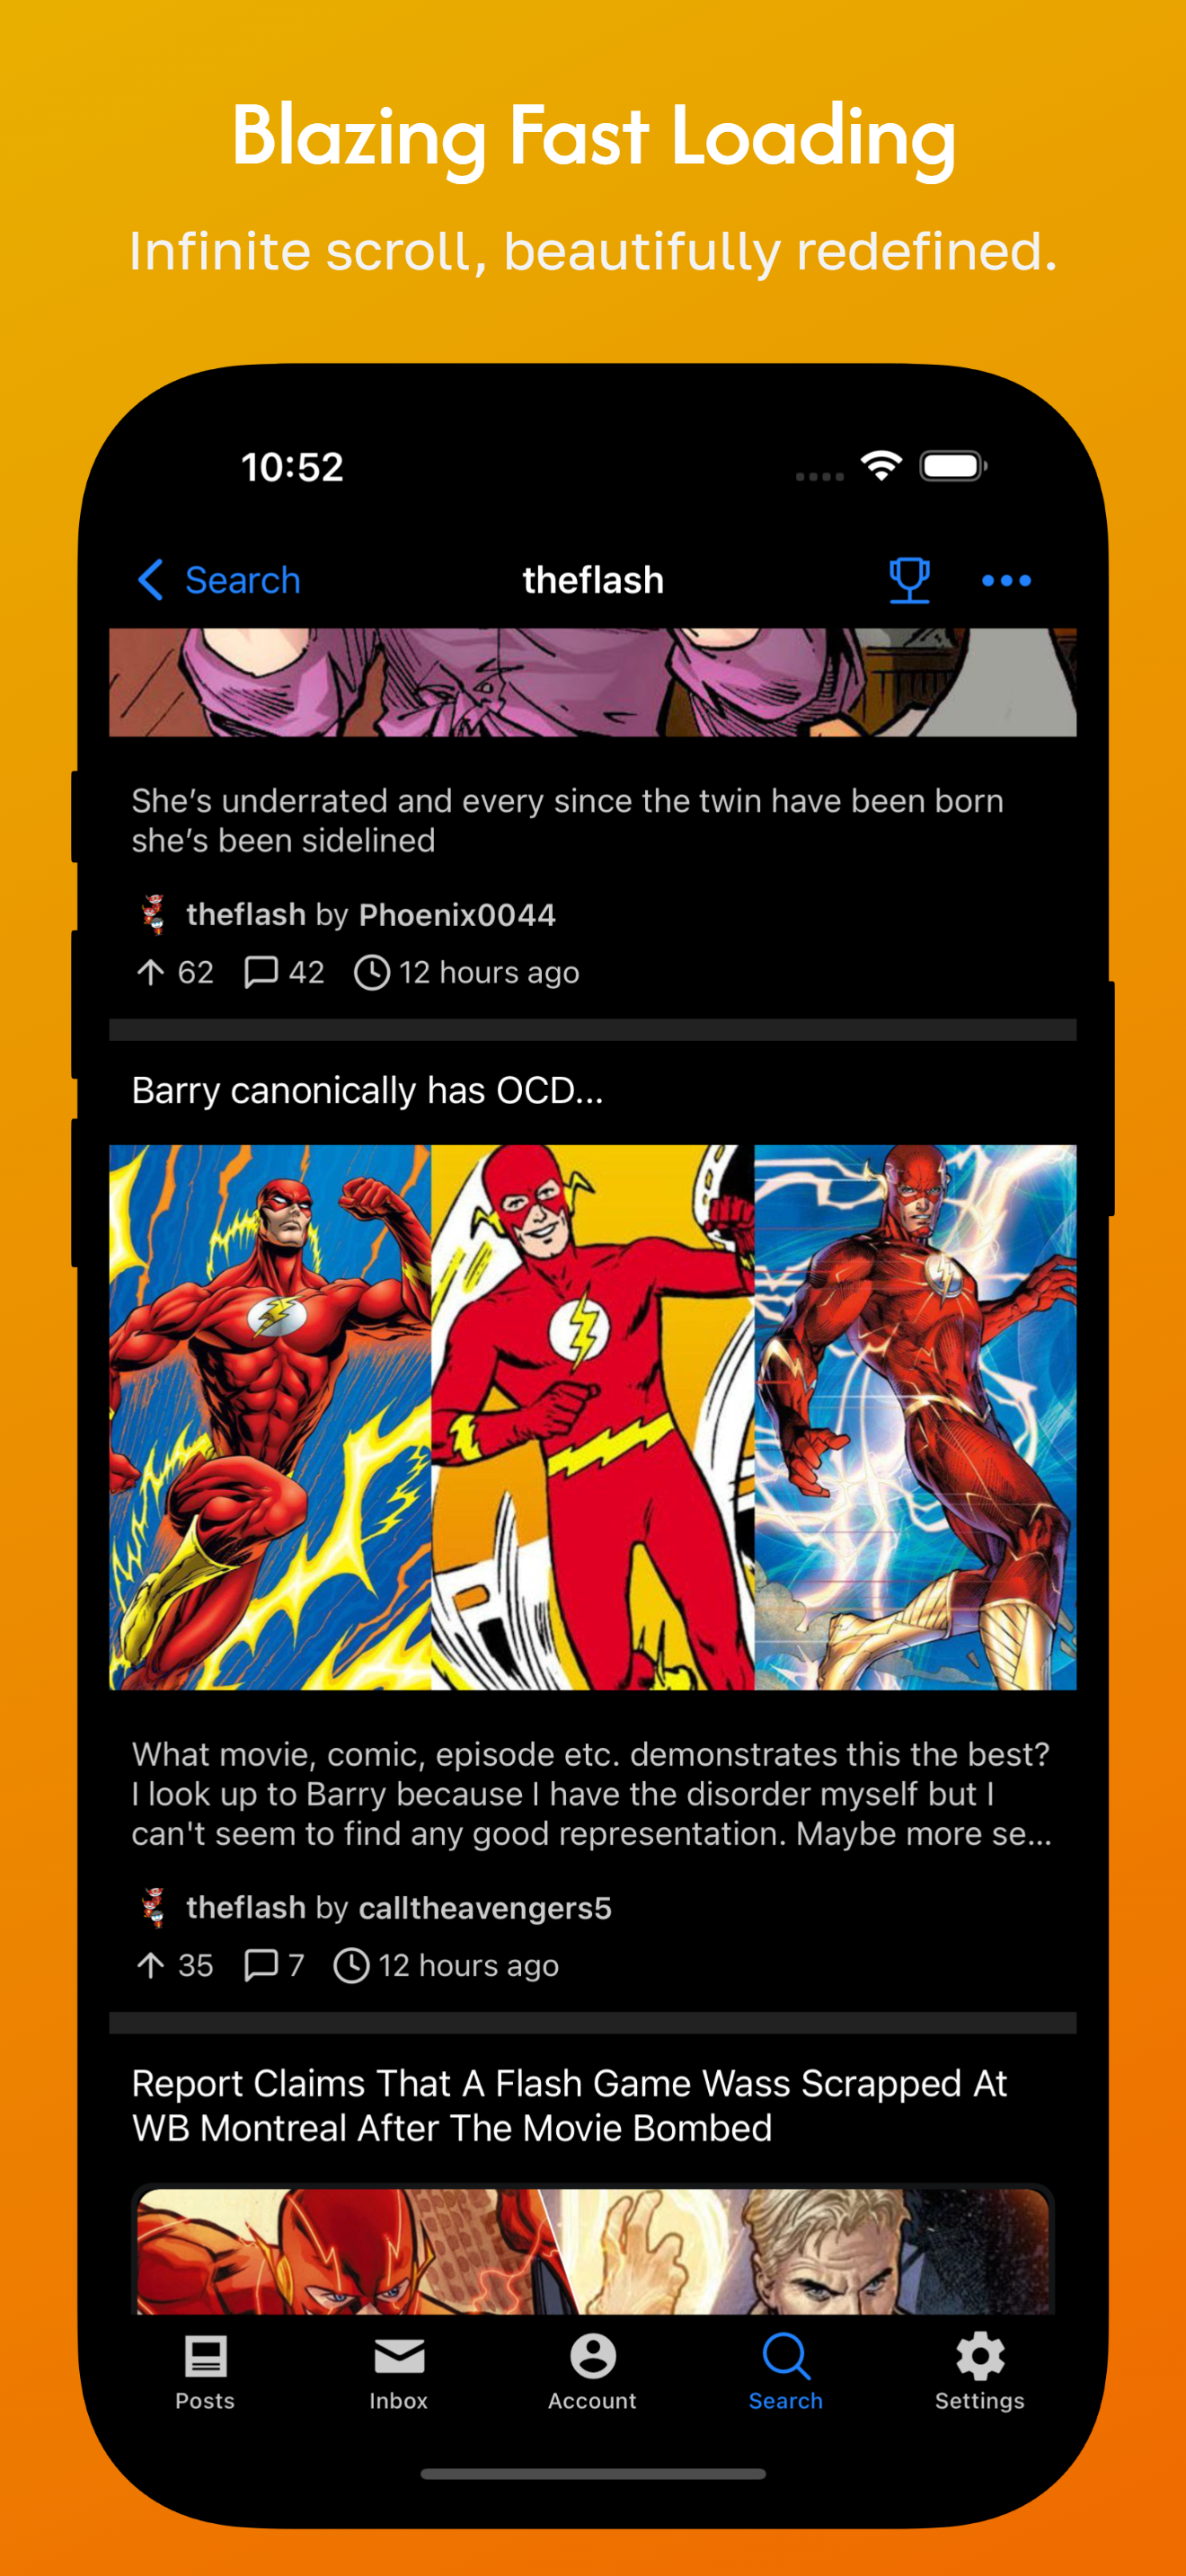 Blazing Fast Loading
Infinite scroll, beautifully redefined.
10:52
Search
theflash
She’s underrated and every since the twin have been born
she’s been sidelined
theflash by Phoenix0044
62 42 12 hours ago
Barry canonically has OCD...
What movie, comic, episode etc. demonstrates this the best?
I look up to Barry because I have the disorder myself but I
can't seem to find any good representation. Maybe more se...
theflash by calltheavengers5
35 7 12 hours ago
Report Claims That A Flash Game Wass Scrapped At
WB Montreal After The Movie Bombed
Posts
Inbox
Account
Search
Settings